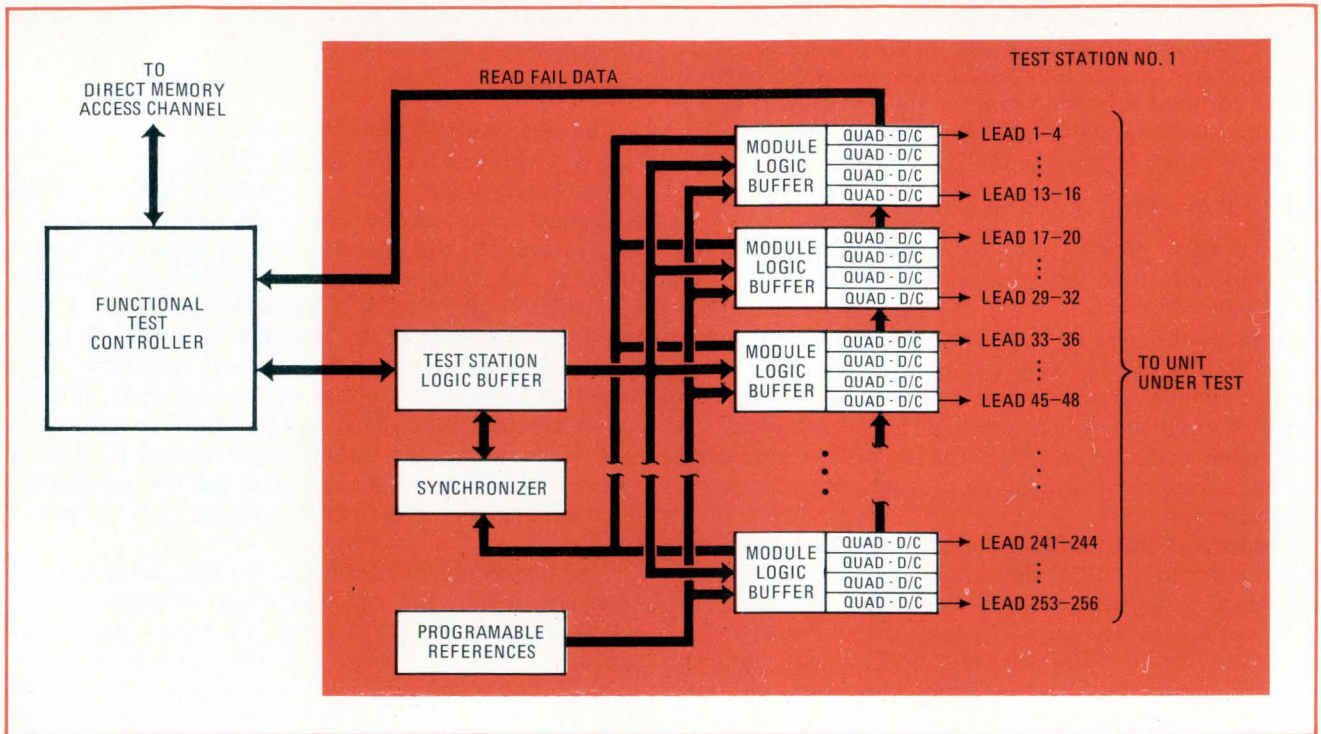 TO
DIRECT MEMORY
ACCESS CHANNEL
FUNCTIONAL
TEST
CONTROLLER
TEST STATION NO. 1
READ FAIL DATA
TEST STATION
LOGIC BUFFER
SYNCHRONIZER
PROGRAMABLE
REFERENCES
MODULE
LOGIC
BUFFER
QUAD - D/C
QUAD - D/C
QUAD - D/C
QUAD - D/C
LEAD 1–4
LEAD 13–16
MODULE
LOGIC
BUFFER
QUAD - D/C
QUAD - D/C
QUAD - D/C
QUAD - D/C
LEAD 17–20
LEAD 29–32
MODULE
LOGIC
BUFFER
QUAD - D/C
QUAD - D/C
QUAD - D/C
QUAD - D/C
LEAD 33–36
LEAD 45–48
MODULE
LOGIC
BUFFER
QUAD - D/C
QUAD - D/C
QUAD - D/C
QUAD - D/C
LEAD 241–244
LEAD 253–256
TO UNIT
UNDER TEST